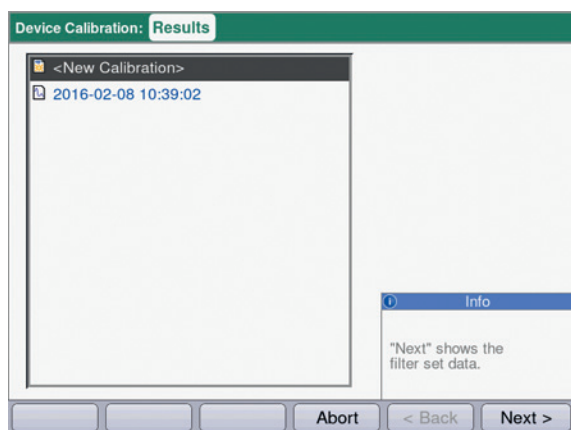 Device Calibration: Results
<New Calibration>
2016-02-08 10:39:02
Info
"Next" shows the
filter set data.
Abort < Back Next >